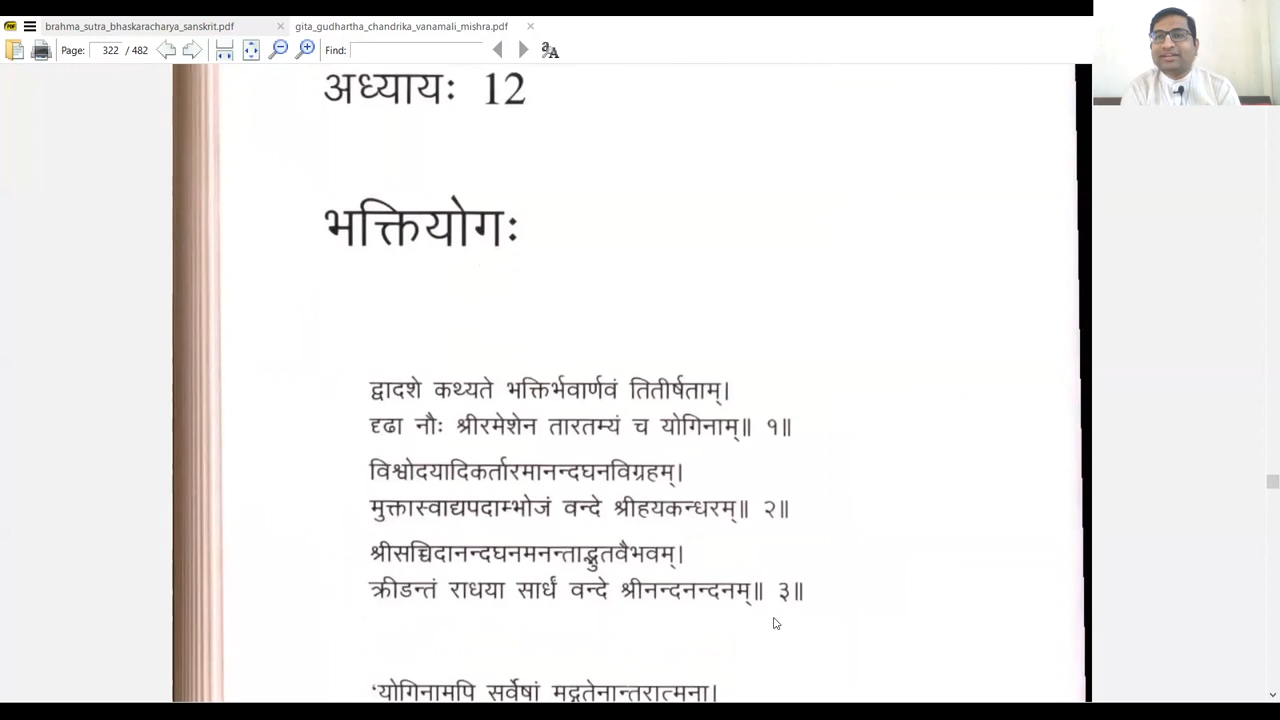 brahma_sutra_bhaskaracharya_sanskrit.pdf
gita_gudhartha_chandrika_vanamali_mishra.pdf
Page: 322 / 482
Find:
अध्यायः 12
भक्तियोगः
द्वादशे कथ्यते भक्तिर्भवार्णवं तितीर्षताम्।
दृढा नौः श्रीरमेशेन तारतम्यं च योगिनाम्॥ १॥
विश्वोदयादिकर्तारमानन्दघनविग्रहम्।
मुक्तास्वाद्यपदाम्भोजं वन्दे श्रीहयकन्धरम्॥ २॥
श्रीसच्चिदानन्दघनमनन्ताद्भुतवैभवम्।
क्रीडन्तं राधया सार्धं वन्दे श्रीनन्दनन्दनम्॥ ३॥
‘योगिनामपि सर्वेषां मद्गतेनान्तरात्मना।